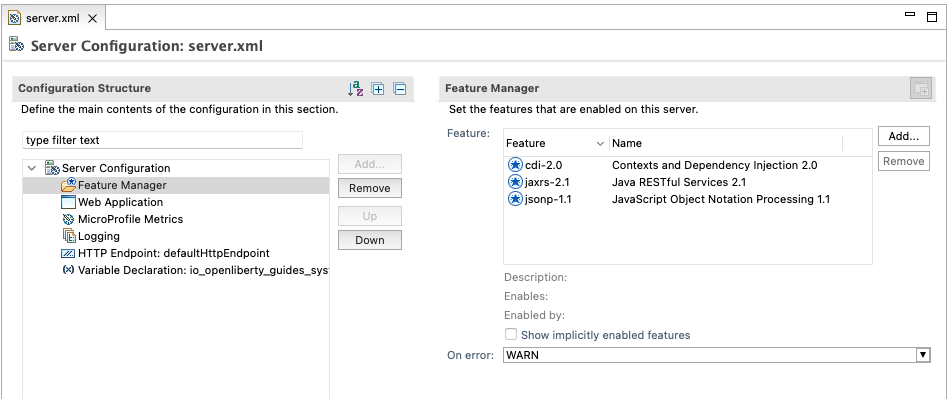 server.xml
Server Configuration: server.xml
Configuration Structure
Define the main contents of the configuration in this section.
type filter text
Server Configuration
Feature Manager
Web Application
MicroProfile Metrics
Logging
HTTP Endpoint: defaultHttpEndpoint
Variable Declaration: io_openliberty_guides_sys
Add...
Remove
Up
Down
Feature Manager
Set the features that are enabled on this server.
Feature:
Feature Name
cdi-2.0 Contexts and Dependency Injection 2.0
jaxrs-2.1 Java RESTful Services 2.1
jsonp-1.1 JavaScript Object Notation Processing 1.1
Add...
Remove
Description:
Enables:
Enabled by:
Show implicitly enabled features
On error: WARN